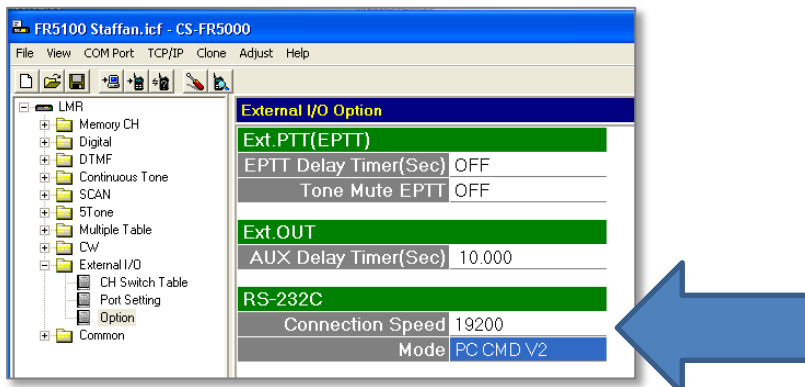 FR5100 Staffan.icf - CS-FR5000
File View COM Port TCP/IP Clone Adjust Help
LMR
Memory CH
Digital
DTMF
Continuous Tone
SCAN
5Tone
Multiple Table
CW
External I/O
CH Switch Table
Port Setting
Option
Common
External I/O Option
Ext.PTT(EPTT)
EPTT Delay Timer(Sec) OFF
Tone Mute EPTT OFF
Ext.OUT
AUX Delay Timer(Sec) 10.000
RS-232C
Connection Speed 19200
Mode PC CMD V2